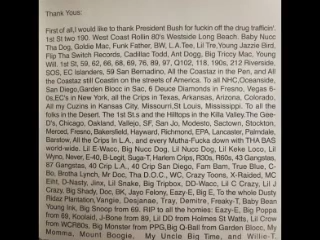 Thank Yous:
First of all,I would like to thank President Bush for fuckin off the drug traffickin'.
1st St two 190. West Coast Rollin 80's Westside Long Beach. Baby Nucc
Tha Dog, Goldie Mac, Funk Father, BW, L.A Tee, Lil Tre,Young Jazzie Bird,
Flip Tha Switch Records, Cadillac Todd, Ant Dogg, Big Tricoy Mac, Young
Will, 1st St, 59, 62, 66, 68, 69, 76, 89, 97, Q102, 118, 190s, 212 Riverside,
SOS, EC Islanders, 59 San Bernadino, All the Coastaz in the Pen, and All
the Coastaz still Coastin on the streets of America. To all NHC,Oceanside,
San Diego,Garden Blocc in Sac, 6 Deuce Diamonds in Fresno, Vegas 6-
0s,EC's in New York, all the Crips in Texas, Arkansas, Arizona, Colorado,
All my Cuzins in Kansas City, Missouri,St Louis, Mississippi. To all the
folks in the Desert. The 1st St.s and the Hilltops in the Killa Valley.The Gee-
D's, Chicago, Oakland, Vallejo, SF, San Jo, Modesto, Sactown, Stockton,
Merced, Fresno, Bakersfield, Hayward, Richmond, EPA, Lancaster, Palmdale,
Barstow, All the Crips in L.A, and every Mutha-Fucka down with THA BAS
world-wide. Lil E-Wacc, Big Nucc Dog, Lil Nucc Dog, Lil Keke Loco, Lil
Wyno, Never, E-40, B-Legit, Suga-T, Harlem Crips, R00s, R60s, 43 Gangstas,
87 Gangstas, 40 Crip L.A., 40 Crip San Diego, Fam Bam, True Blue, C-
Bo, Brotha Lynch, Mr Doc, Tha D.O.C., WC, Crazy Toons, X-Raided, MC
Eiht, D-Nasty, Jinx, Lil Snake, Big Tripbox, DD-Wacc, Lil C Crazy, Lil J
Crazy, Big Shady, Doc, BK, Jayo Felony, Eazy-E, Big E, To the whole Dusty
Ridaz Plantation, Vangie, Desjanae, Tray, Demitre, Freaky-T, Baby Bean
Young Ing, Big Snoop from 69. RIP to all the homies: Eazy-E, Big Poppa
from 69, Koolaid, J-Bone from 89, Lil DD from Holmes St Watts, Lil Crew
from WCR80s, Big Monster from PPG,Big Q-Ball from Garden Blocc, My
Momma, Mount Boogie, My Uncle Big Time, and Willie-T.